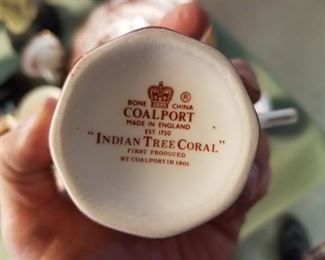 BONE CHINA ®
COALPORT
MADE IN ENGLAND
EST. 1750
"INDIAN TREE CORAL"
FIRST PRODUCED
BY COALPORT IN 1801